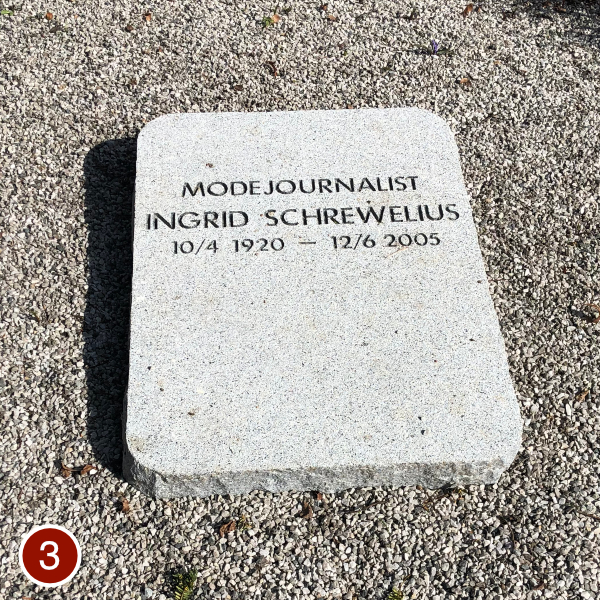 MODEJOURNALIST
INGRID SCHREWELIUS
10/4 1920 – 12/6 2005
3